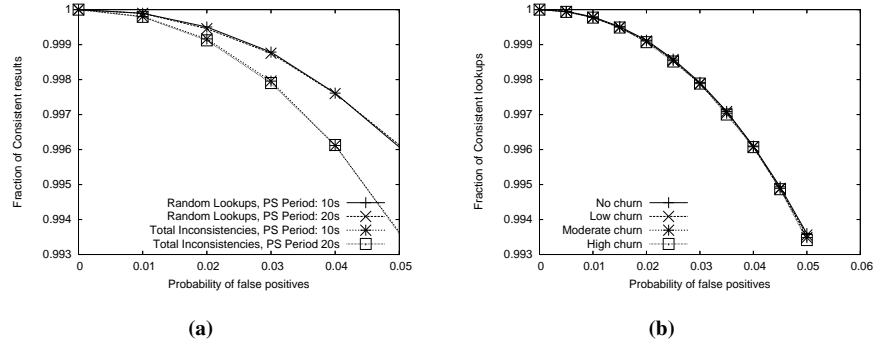 1
0.999
0.998
0.997
0.996
0.995
0.994
0.993
0
0.01
0.02
0.03
0.04
0.05
Fraction of Consistent results
Probability of false positives
Random Lookups, PS Period: 10s
Random Lookups, PS Period: 20s
Total Inconsistencies, PS Period: 10s
Total Inconsistencies, PS Period 20s
(a)
1
0.999
0.998
0.997
0.996
0.995
0.994
0.993
0
0.01
0.02
0.03
0.04
0.05
0.06
Fraction of Consistent lookups
Probability of false positives
No churn
Low churn
Moderate churn
High churn
(b)